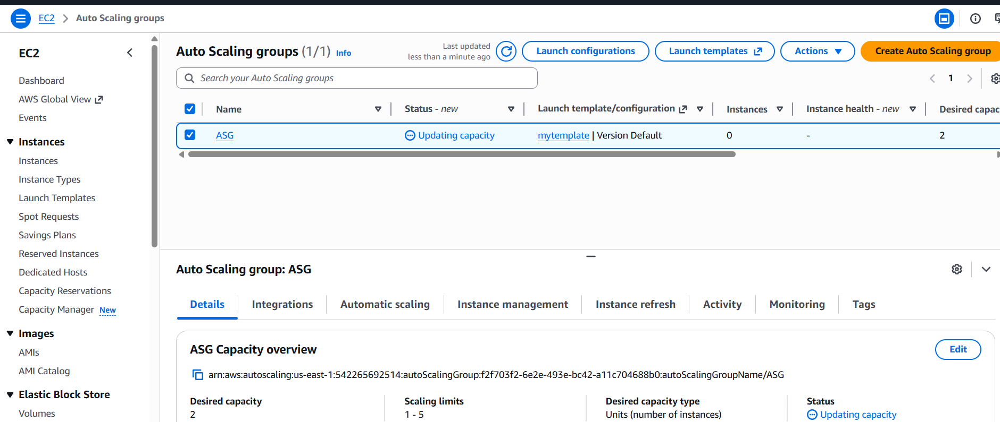 EC2 > Auto Scaling groups
EC2
Dashboard
AWS Global View
Events
Instances
Instances
Instance Types
Launch Templates
Spot Requests
Savings Plans
Reserved Instances
Dedicated Hosts
Capacity Reservations
Capacity Manager New
Images
AMIs
AMI Catalog
Elastic Block Store
Volumes
Auto Scaling groups (1/1) Info
Last updated
less than a minute ago
Launch configurations
Launch templates
Actions
Create Auto Scaling group
Search your Auto Scaling groups
1
Name Status - new Launch template/configuration Instances Instance health - new Desired capac
ASG Updating capacity mytemplate | Version Default 0 - 2
Auto Scaling group: ASG
Details Integrations Automatic scaling Instance management Instance refresh Activity Monitoring Tags
ASG Capacity overview
Edit
arn:aws:autoscaling:us-east-1:542265692514:autoScalingGroup:f2f703f2-6e2e-493e-bc42-a11c704688b0:autoScalingGroupName/ASG
Desired capacity
2
Scaling limits
1 - 5
Desired capacity type
Units (number of instances)
Status
Updating capacity